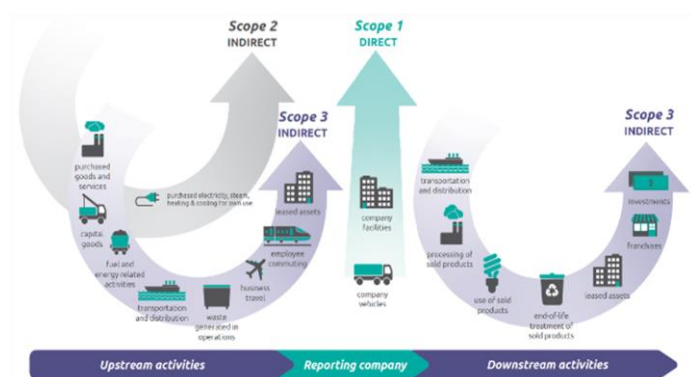 Scope 2
INDIRECT
Scope 1
DIRECT
Scope 3
INDIRECT
Scope 3
INDIRECT
purchased
goods and
services
purchased electricity, steam,
heating & cooling for own use
capital
goods
fuel and
energy related
activities
transportation
and distribution
waste
generated in
operations
business
travel
employee
commuting
leased assets
company
facilities
company
vehicles
transportation
and distribution
processing of
sold products
use of sold
products
end-of-life
treatment of
sold products
leased assets
franchises
investments
Upstream activities
Reporting company
Downstream activities